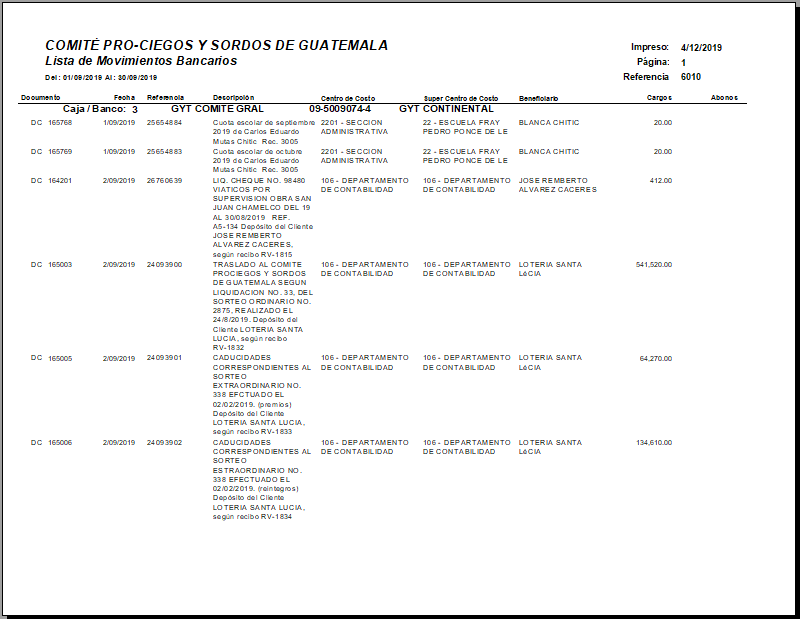 COMITÉ PRO-CIEGOS Y SORDOS DE GUATEMALA
Lista de Movimientos Bancarios
Del : 01/09/2019 Al : 30/09/2019
Impreso: 4/12/2019
Página: 1
Referencia 6010
Documento Fecha Referencia Descripción Centro de Costo Super Centro de Costo Beneficiario Cargos Abonos
Caja / Banco: 3 GYT COMITE GRAL 09-5009074-4 GYT CONTINENTAL
DC 165768 1/09/2019 25654884 Cuota escolar de septiembre 2201 - SECCION 22 - ESCUELA FRAY BLANCA CHITIC 20.00
2019 de Carlos Eduardo ADMINISTRATIVA PEDRO PONCE DE LE
Mutas Chitic Rec. 3005
DC 165769 1/09/2019 25654883 Cuota escolar de octubre 2201 - SECCION 22 - ESCUELA FRAY BLANCA CHITIC 20.00
2019 de Carlos Eduardo ADMINISTRATIVA PEDRO PONCE DE LE
Mutas Chitic Rec. 3005
DC 164201 2/09/2019 26760639 LIQ. CHEQUE NO. 98480 106 - DEPARTAMENTO 106 - DEPARTAMENTO JOSE REMBERTO 412.00
VIATICOS POR DE CONTABILIDAD DE CONTABILIDAD ALVAREZ CACERES
SUPERVISION OBRA SAN
JUAN CHAMELCO DEL 19
AL 30/08/2019 REF.
A5-134 Depósito del Cliente
JOSE REMBERTO
ALVAREZ CACERES,
según recibo RV-1815
DC 165003 2/09/2019 24093900 TRASLADO AL COMITE 106 - DEPARTAMENTO 106 - DEPARTAMENTO LOTERIA SANTA 541,520.00
PROCIEGOS Y SORDOS DE CONTABILIDAD DE CONTABILIDAD LéCIA
DE GUATEMALA SEGUN
LIQUIDACION NO. 33, DEL
SORTEO ORDINARIO NO.
2875, REALIZADO EL
24/8/2019. Depósito del
Cliente LOTERIA SANTA
LUCIA, según recibo
RV-1832
DC 165005 2/09/2019 24093901 CADUCIDADES 106 - DEPARTAMENTO 106 - DEPARTAMENTO LOTERIA SANTA 64,270.00
CORRESPONDIENTES AL DE CONTABILIDAD DE CONTABILIDAD LéCIA
SORTEO
EXTRAORDINARIO NO.
338 EFCTUADO EL
02/02/2019. (premios)
Depósito del Cliente
LOTERIA SANTA LUCIA,
según recibo RV-1833
DC 165006 2/09/2019 24093902 CADUCIDADES 106 - DEPARTAMENTO 106 - DEPARTAMENTO LOTERIA SANTA 134,610.00
CORRESPONDIENTES AL DE CONTABILIDAD DE CONTABILIDAD LéCIA
SORTEO
ESTRAORDINARIO NO.
338 EFECTUADO EL
02/02/2019. (reintegros)
Depósito del Cliente
LOTERIA SANTA LUCIA,
según recibo RV-1834